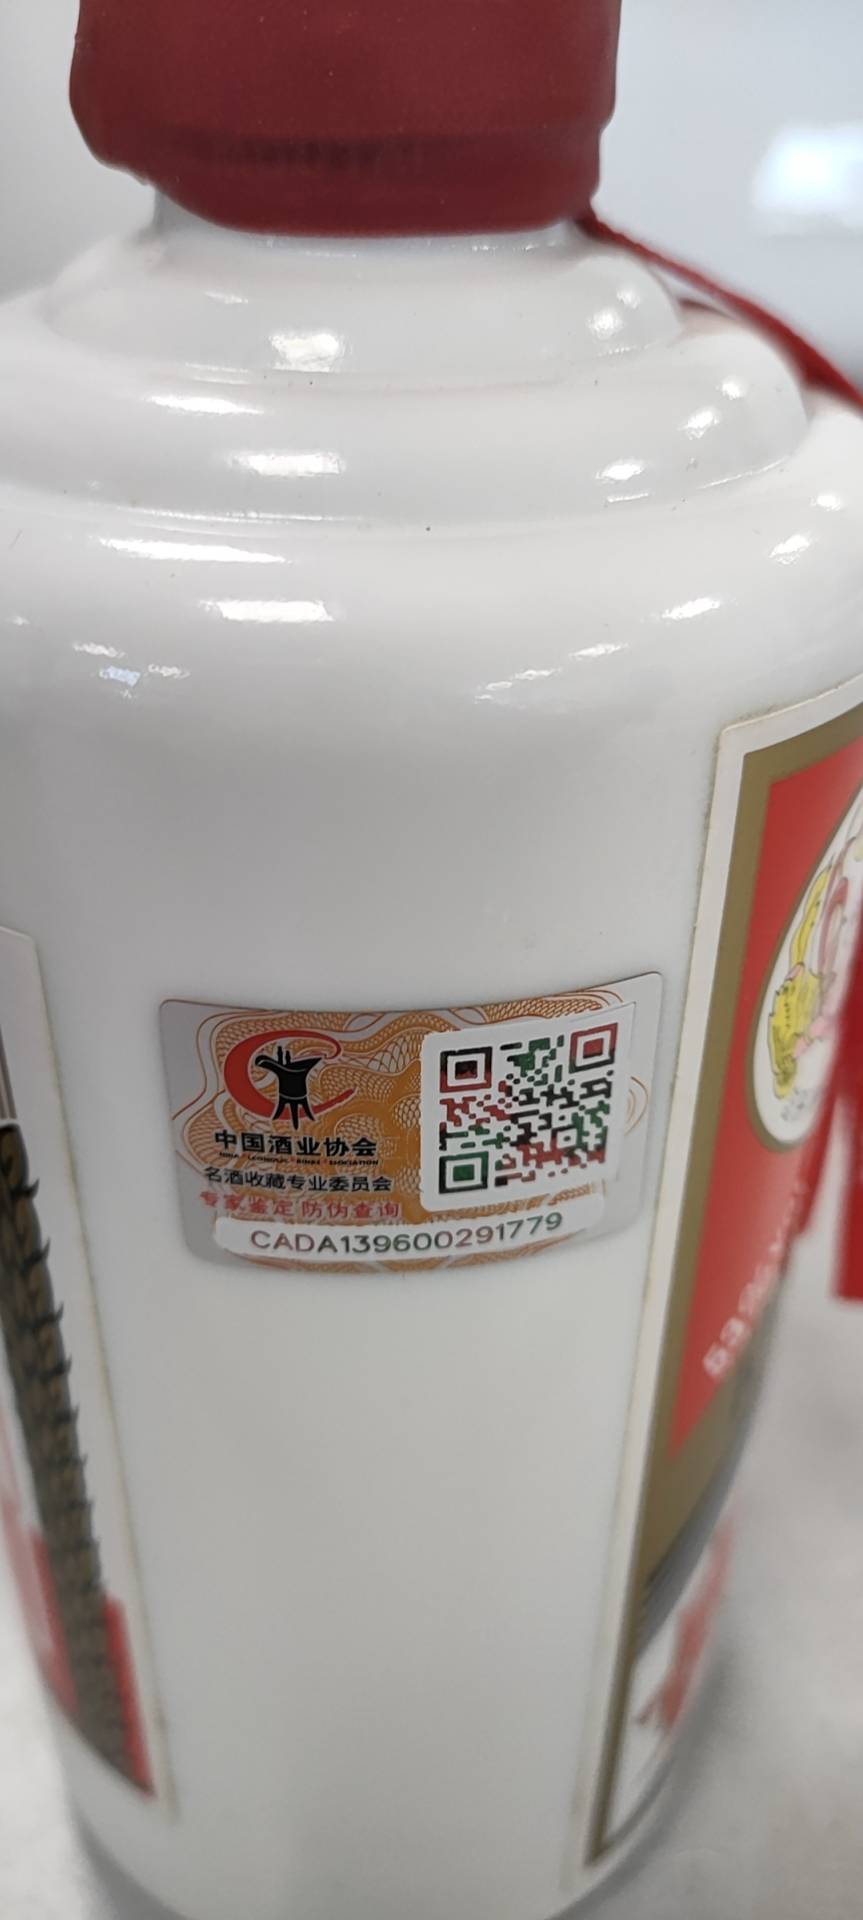 中国酒业协会
名酒收藏专业委员会
专家鉴定 防伪查询
CADA139600291779
53%